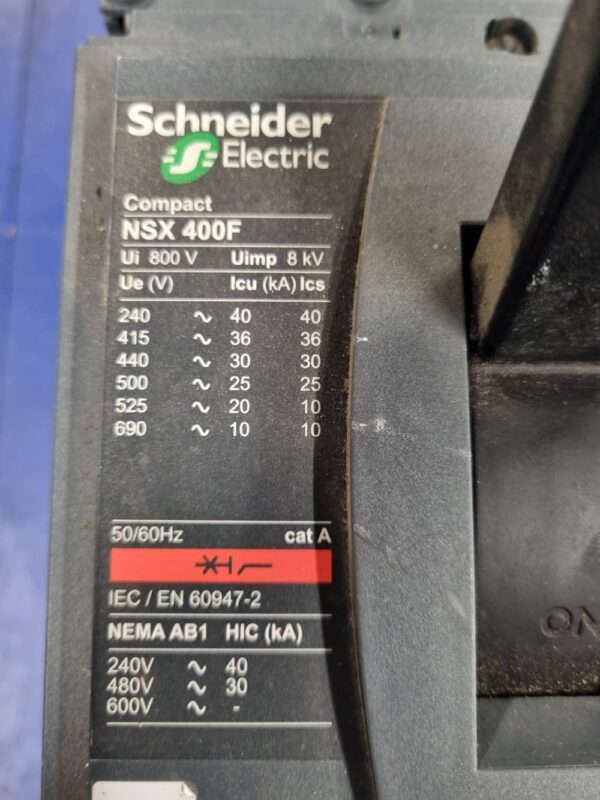 Schneider
Electric
Compact
NSX 400F
Ui 800 V Uimp 8 kV
Ue (V) Icu (kA) Ics
240 ~ 40 40
415 ~ 36 36
440 ~ 30 30
500 ~ 25 25
525 ~ 20 10
690 ~ 10 10
50/60Hz cat A
IEC / EN 60947-2
NEMA AB1 HIC (kA)
240V ~ 40
480V ~ 30
600V ~ -
ON